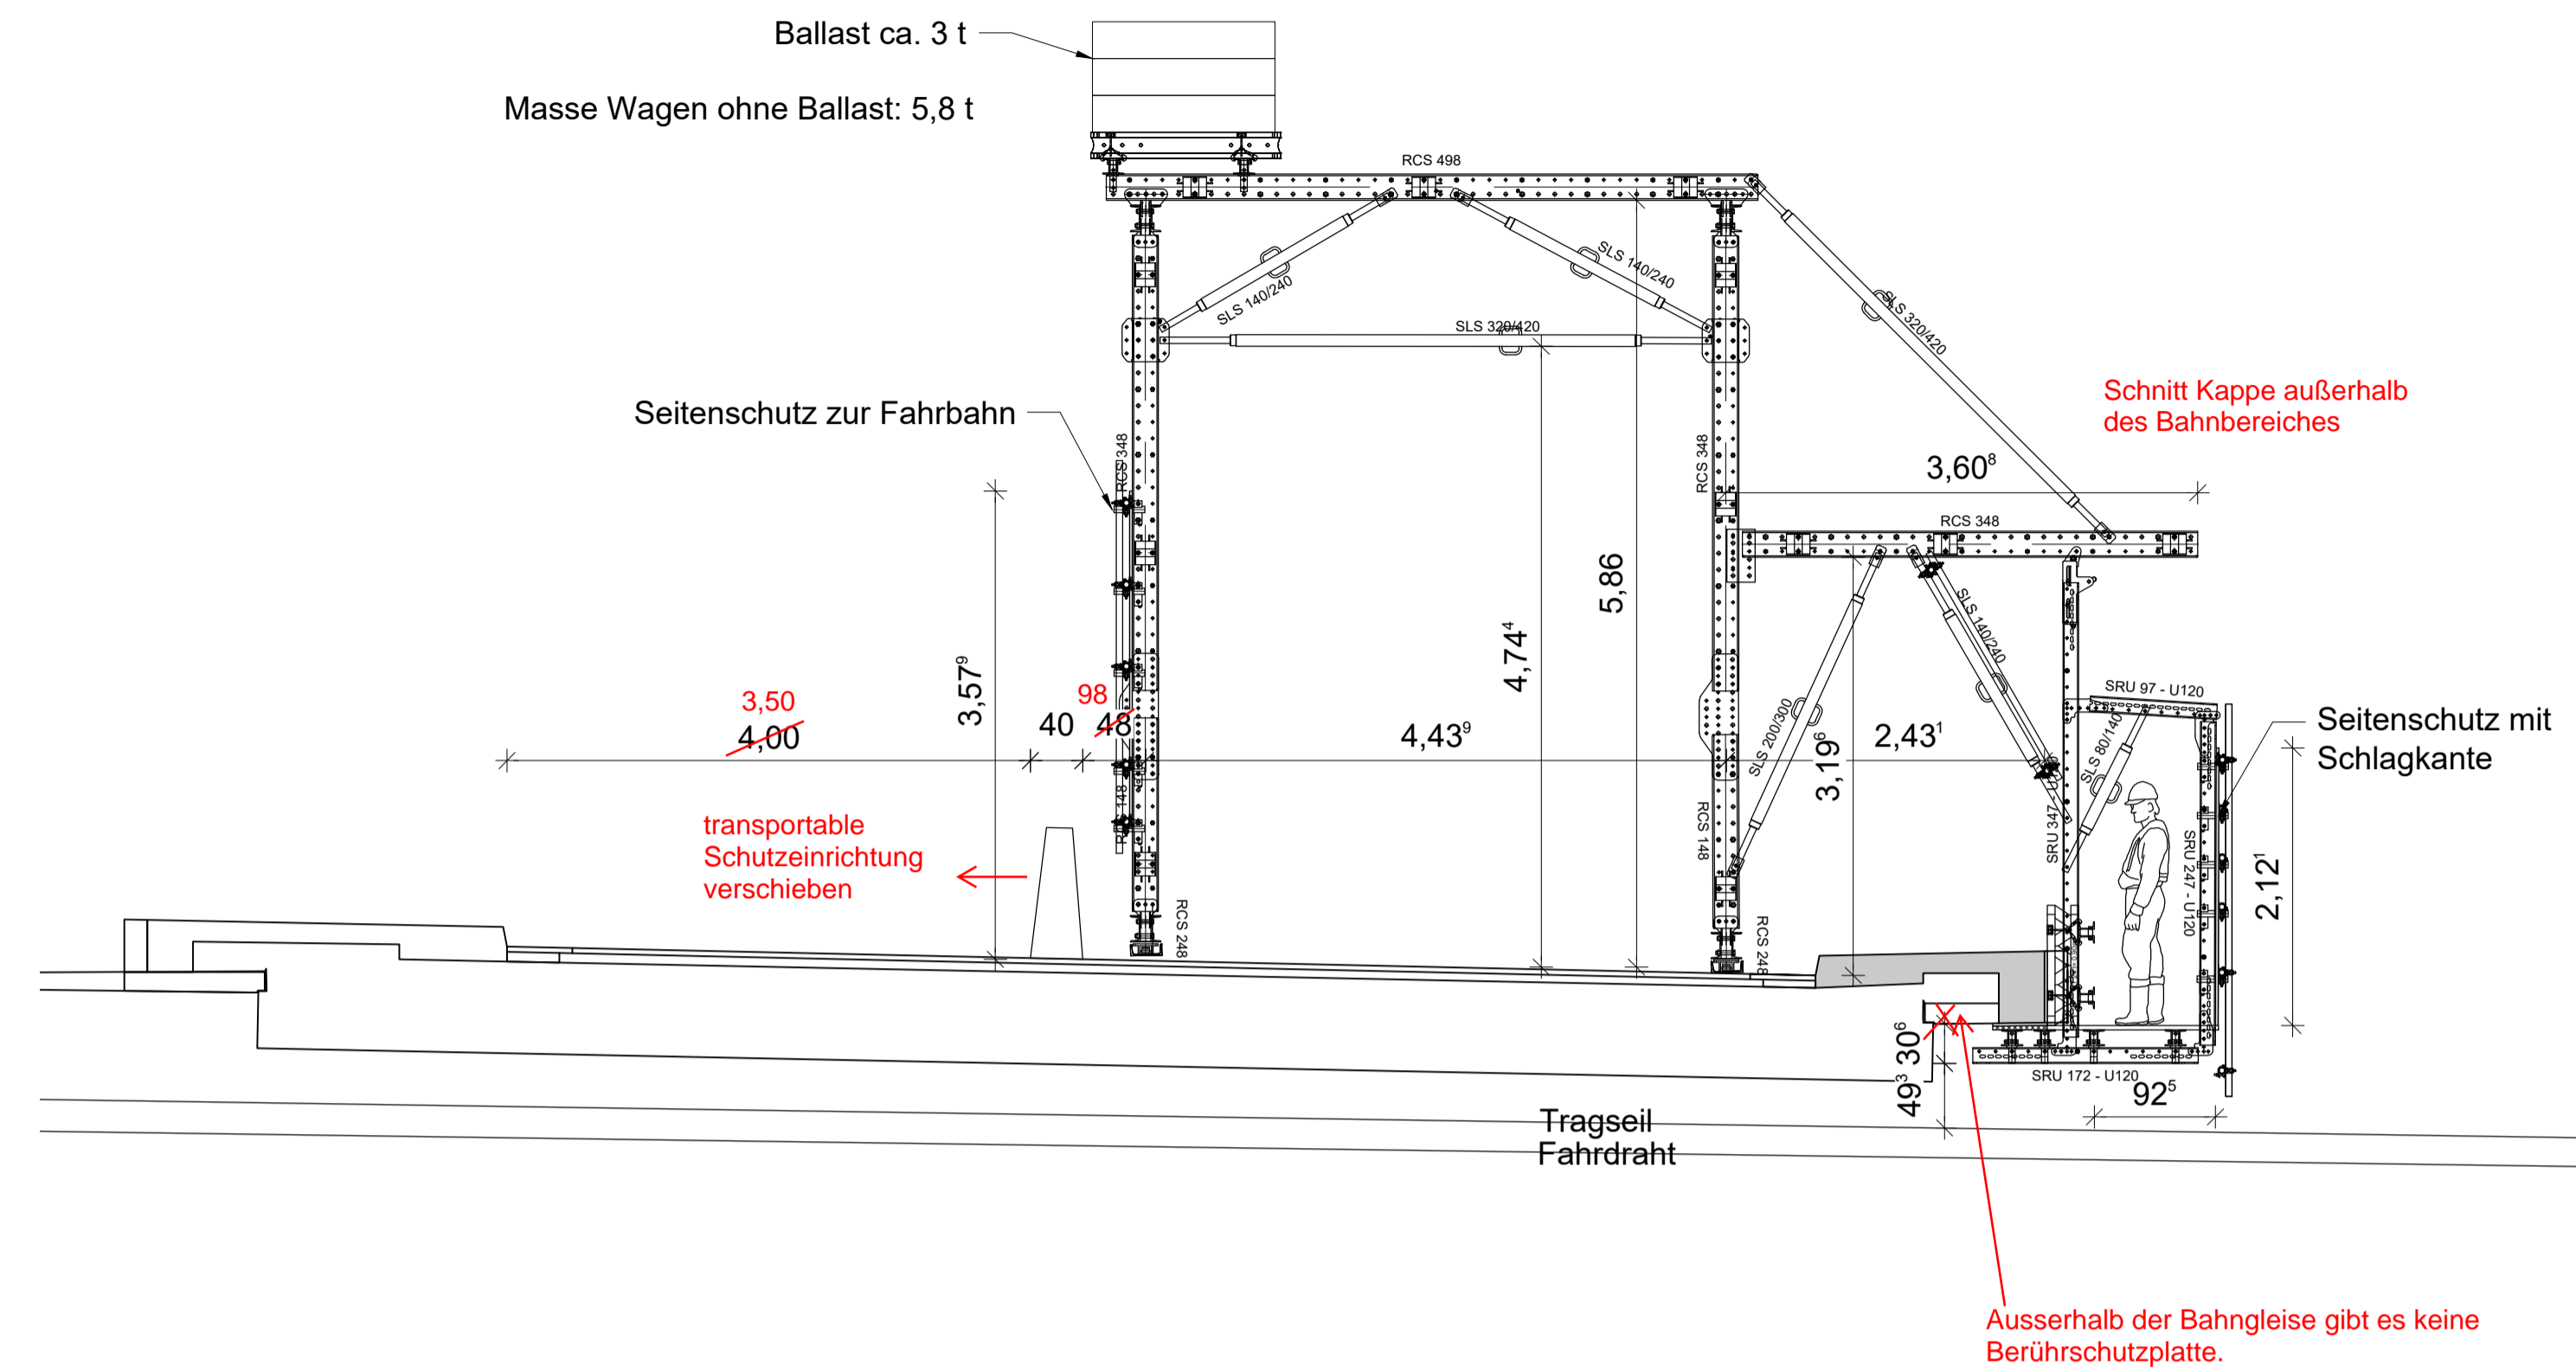 Ballast ca. 3 t
Masse Wagen ohne Ballast: 5,8 t
RCS 498
SLS 140/240
SLS 140/240
SLS 320/420
SLS 320/420
Seitenschutz zur Fahrbahn
RCS 348
RCS 348
Schnitt Kappe außerhalb
des Bahnbereiches
3,60⁸
RCS 348
3,57⁹
4,74⁴
5,86
SLS 140/240
3,50
4,00
40
98
48
4,43⁹
SLS 200/300
3,19⁹
2,43¹
SRU 97 - U120
SLS 80/140
Seitenschutz mit
Schlagkante
transportable
Schutzeinrichtung
verschieben
RCS 148
SRU 247 - U120
2,12¹
RCS 248
RCS 248
49³
30⁶
SRU 172 - U120
92⁵
Tragseil
Fahrdraht
Ausserhalb der Bahngleise gibt es keine
Berührschutzplatte.